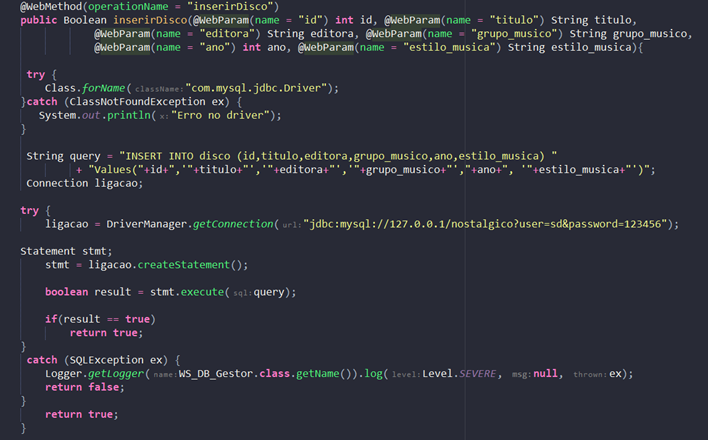 @WebMethod(operationName = "inserirDisco")
public Boolean inserirDisco(@WebParam(name = "id") int id, @WebParam(name = "titulo") String titulo,
@WebParam(name = "editora") String editora, @WebParam(name = "grupo_musico") String grupo_musico,
@WebParam(name = "ano") int ano, @WebParam(name = "estilo_musica") String estilo_musica){
try {
Class.forName( className: "com.mysql.jdbc.Driver");
}catch (ClassNotFoundException ex) {
System.out.println( x: "Erro no driver");
}
String query = "INSERT INTO disco (id,titulo,editora,grupo_musico,ano,estilo_musica) "
+ "Values("+id+",'"+titulo+"','"+editora+"','"+grupo_musico+"',"+ano+", '"+estilo_musica+"')";
Connection ligacao;
try {
ligacao = DriverManager.getConnection( url: "jdbc:mysql://127.0.0.1/nostalgico?user=sd&password=123456");
Statement stmt;
stmt = ligacao.createStatement();
boolean result = stmt.execute( sql: query);
if(result == true)
return true;
}
catch (SQLException ex) {
Logger.getLogger( name: WS_DB_Gestor.class.getName()).log( level: Level.SEVERE, msg: null, thrown: ex);
return false;
}
return true;
}